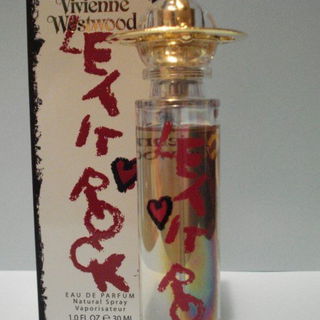 Vivienne
Westwood
LET IT ROCK
EAU DE PARFUM
Natural Spray
Vaporisateur
1.0 FL OZ ℮ 30 Ml
LET IT RO